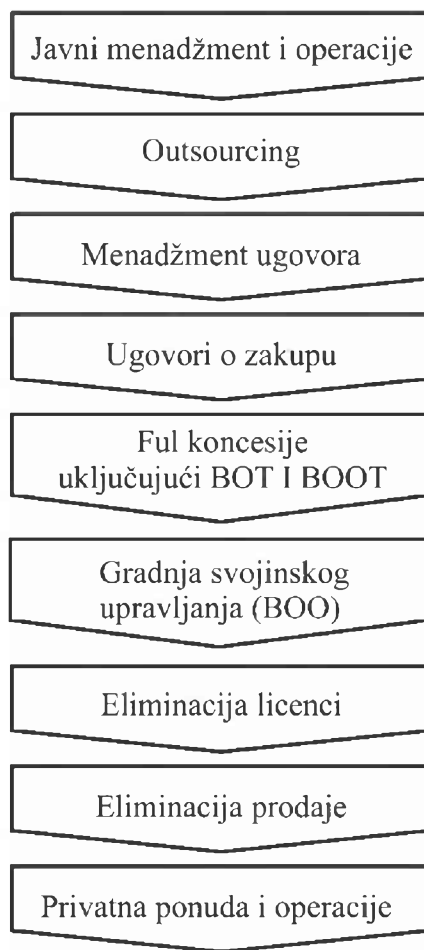 Javni menadžment i operacije
Outsourcing
Menadžment ugovora
Ugovori o zakupu
Ful koncesije
uključujući BOT I BOOT
Gradnja svojinskog
upravljanja (BOO)
Eliminacija licenci
Eliminacija prodaje
Privatna ponuda i operacije